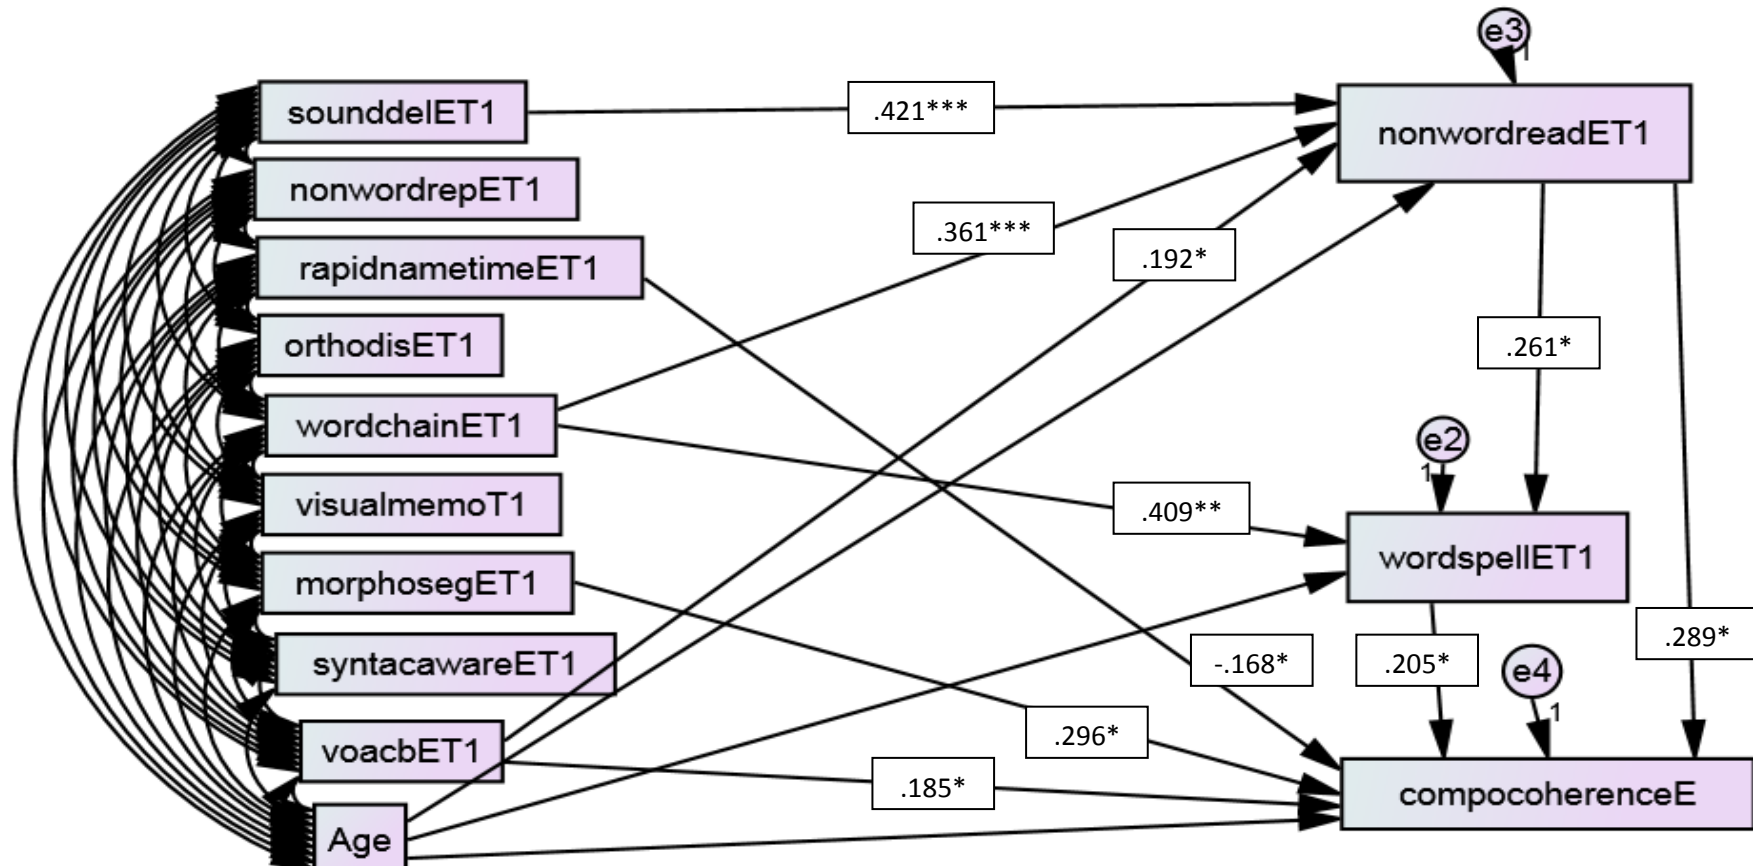 e3
1
sounddelET1
.421***
nonwordreadET1
nonwordrepET1
.361***
.192*
rapidnametimeET1
orthodisET1
.261*
wordchainET1
e2
1
visualmemoT1
.409**
wordspellET1
morphosegET1
syntacawareET1
-.168*
.205*
e4
1
.289*
.296*
voacbET1
.185*
compocoherenceE
Age